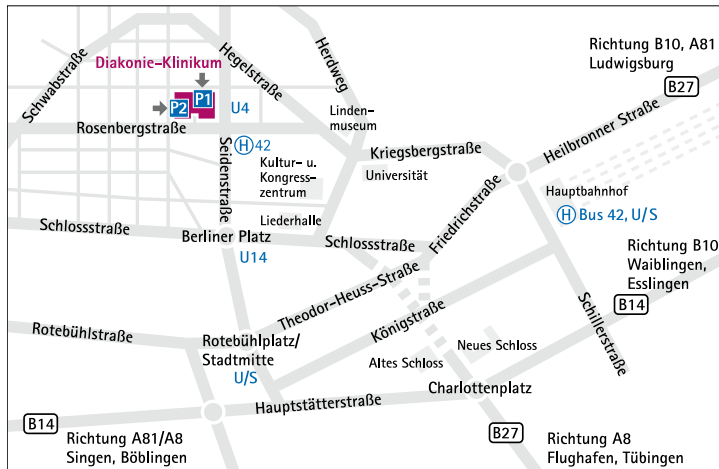 Richtung B10, A81
Ludwigsburg
B27
Diakonie-Klinikum
Schwabstraße
Hegelstraße
Herdweg
P1
P2
U4
Rosenbergstraße
Linden-
museum
Heilbronner Straße
H 42
Seidenstraße
Kultur- u.
Kongress-
zentrum
Kriegsbergstraße
Universität
Hauptbahnhof
H Bus 42, U/S
Liederhalle
Schlossstraße
Berliner Platz
Schlossstraße
Friedrichstraße
U14
Richtung B10
Waiblingen,
Esslingen
B14
Theodor-Heuss-Straße
Schillerstraße
Rotebühlstraße
Rotebühlplatz/
Stadtmitte
U/S
Königstraße
Neues Schloss
Altes Schloss
Charlottenplatz
Hauptstätterstraße
B14
Richtung A81/A8
Singen, Böblingen
B27
Richtung A8
Flughafen, Tübingen